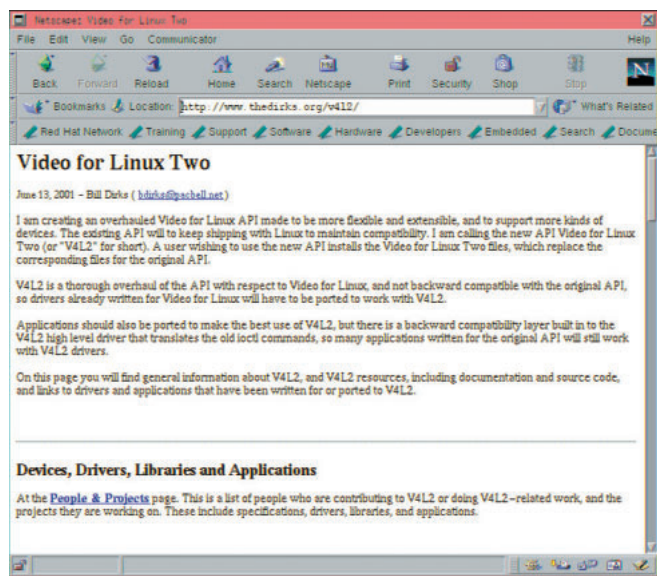 Netscape: Video for Linux Two
File Edit View Go Communicator Help
Back Forward Reload Home Search Netscape Print Security Shop Stop
Bookmarks Location: http://www.thedirks.org/v4l2/ What's Related
Red Hat Network Training Support Software Hardware Developers Embedded Search Docume
Video for Linux Two
June 13, 2001 – Bill Dirks ( bdirks@pacbell.net )
I am creating an overhauled Video for Linux API made to be more flexible and extensible, and to support more kinds of
devices. The existing API will to keep shipping with Linux to maintain compatibility. I am calling the new API Video for Linux
Two (or "V4L2" for short). A user wishing to use the new API installs the Video for Linux Two files, which replace the
corresponding files for the original API.
V4L2 is a thorough overhaul of the API with respect to Video for Linux, and not backward compatible with the original API,
so drivers already written for Video for Linux will have to be ported to work with V4L2.
Applications should also be ported to make the best use of V4L2, but there is a backward compatibility layer built in to the
V4L2 high level driver that translates the old ioctl commands, so many applications written for the original API will still work
with V4L2 drivers.
On this page you will find general information about V4L2, and V4L2 resources, including documentation and source code,
and links to drivers and applications that have been written for or ported to V4L2.
Devices, Drivers, Libraries and Applications
At the People & Projects page. This is a list of people who are contributing to V4L2 or doing V4L2–related work, and the
projects they are working on. These include specifications, drivers, libraries, and applications.